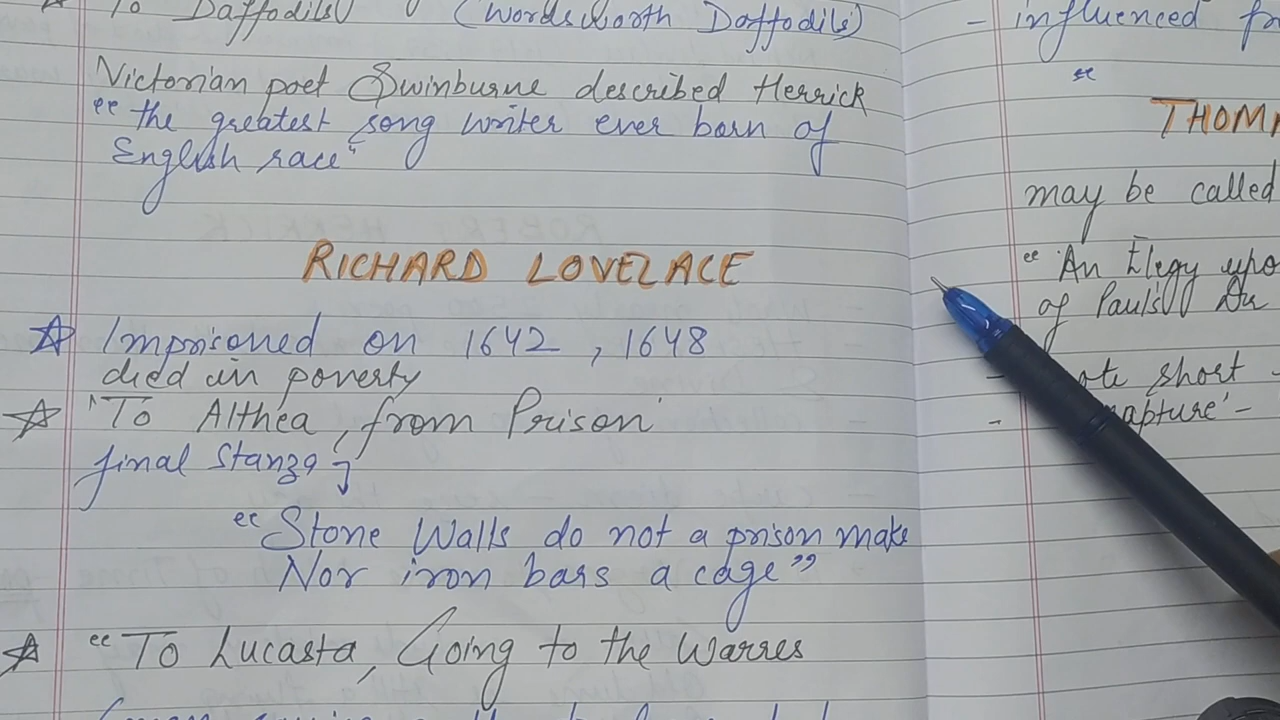 To Daffodils (Wordsworth Daffodils)
Victorian poet Swinburne described Herrick
"the greatest song writer ever born of
English race"
RICHARD LOVELACE
Imprisoned on 1642, 1648
died in poverty
'To Althea, from Prison'
final Stanza
"Stone Walls do not a prison make
Nor iron bars a cage"
"To Lucasta, Going to the Warres
- influenced
"
THOM
may be called
"An Elegy upo
of Paul's
short
rapture' -